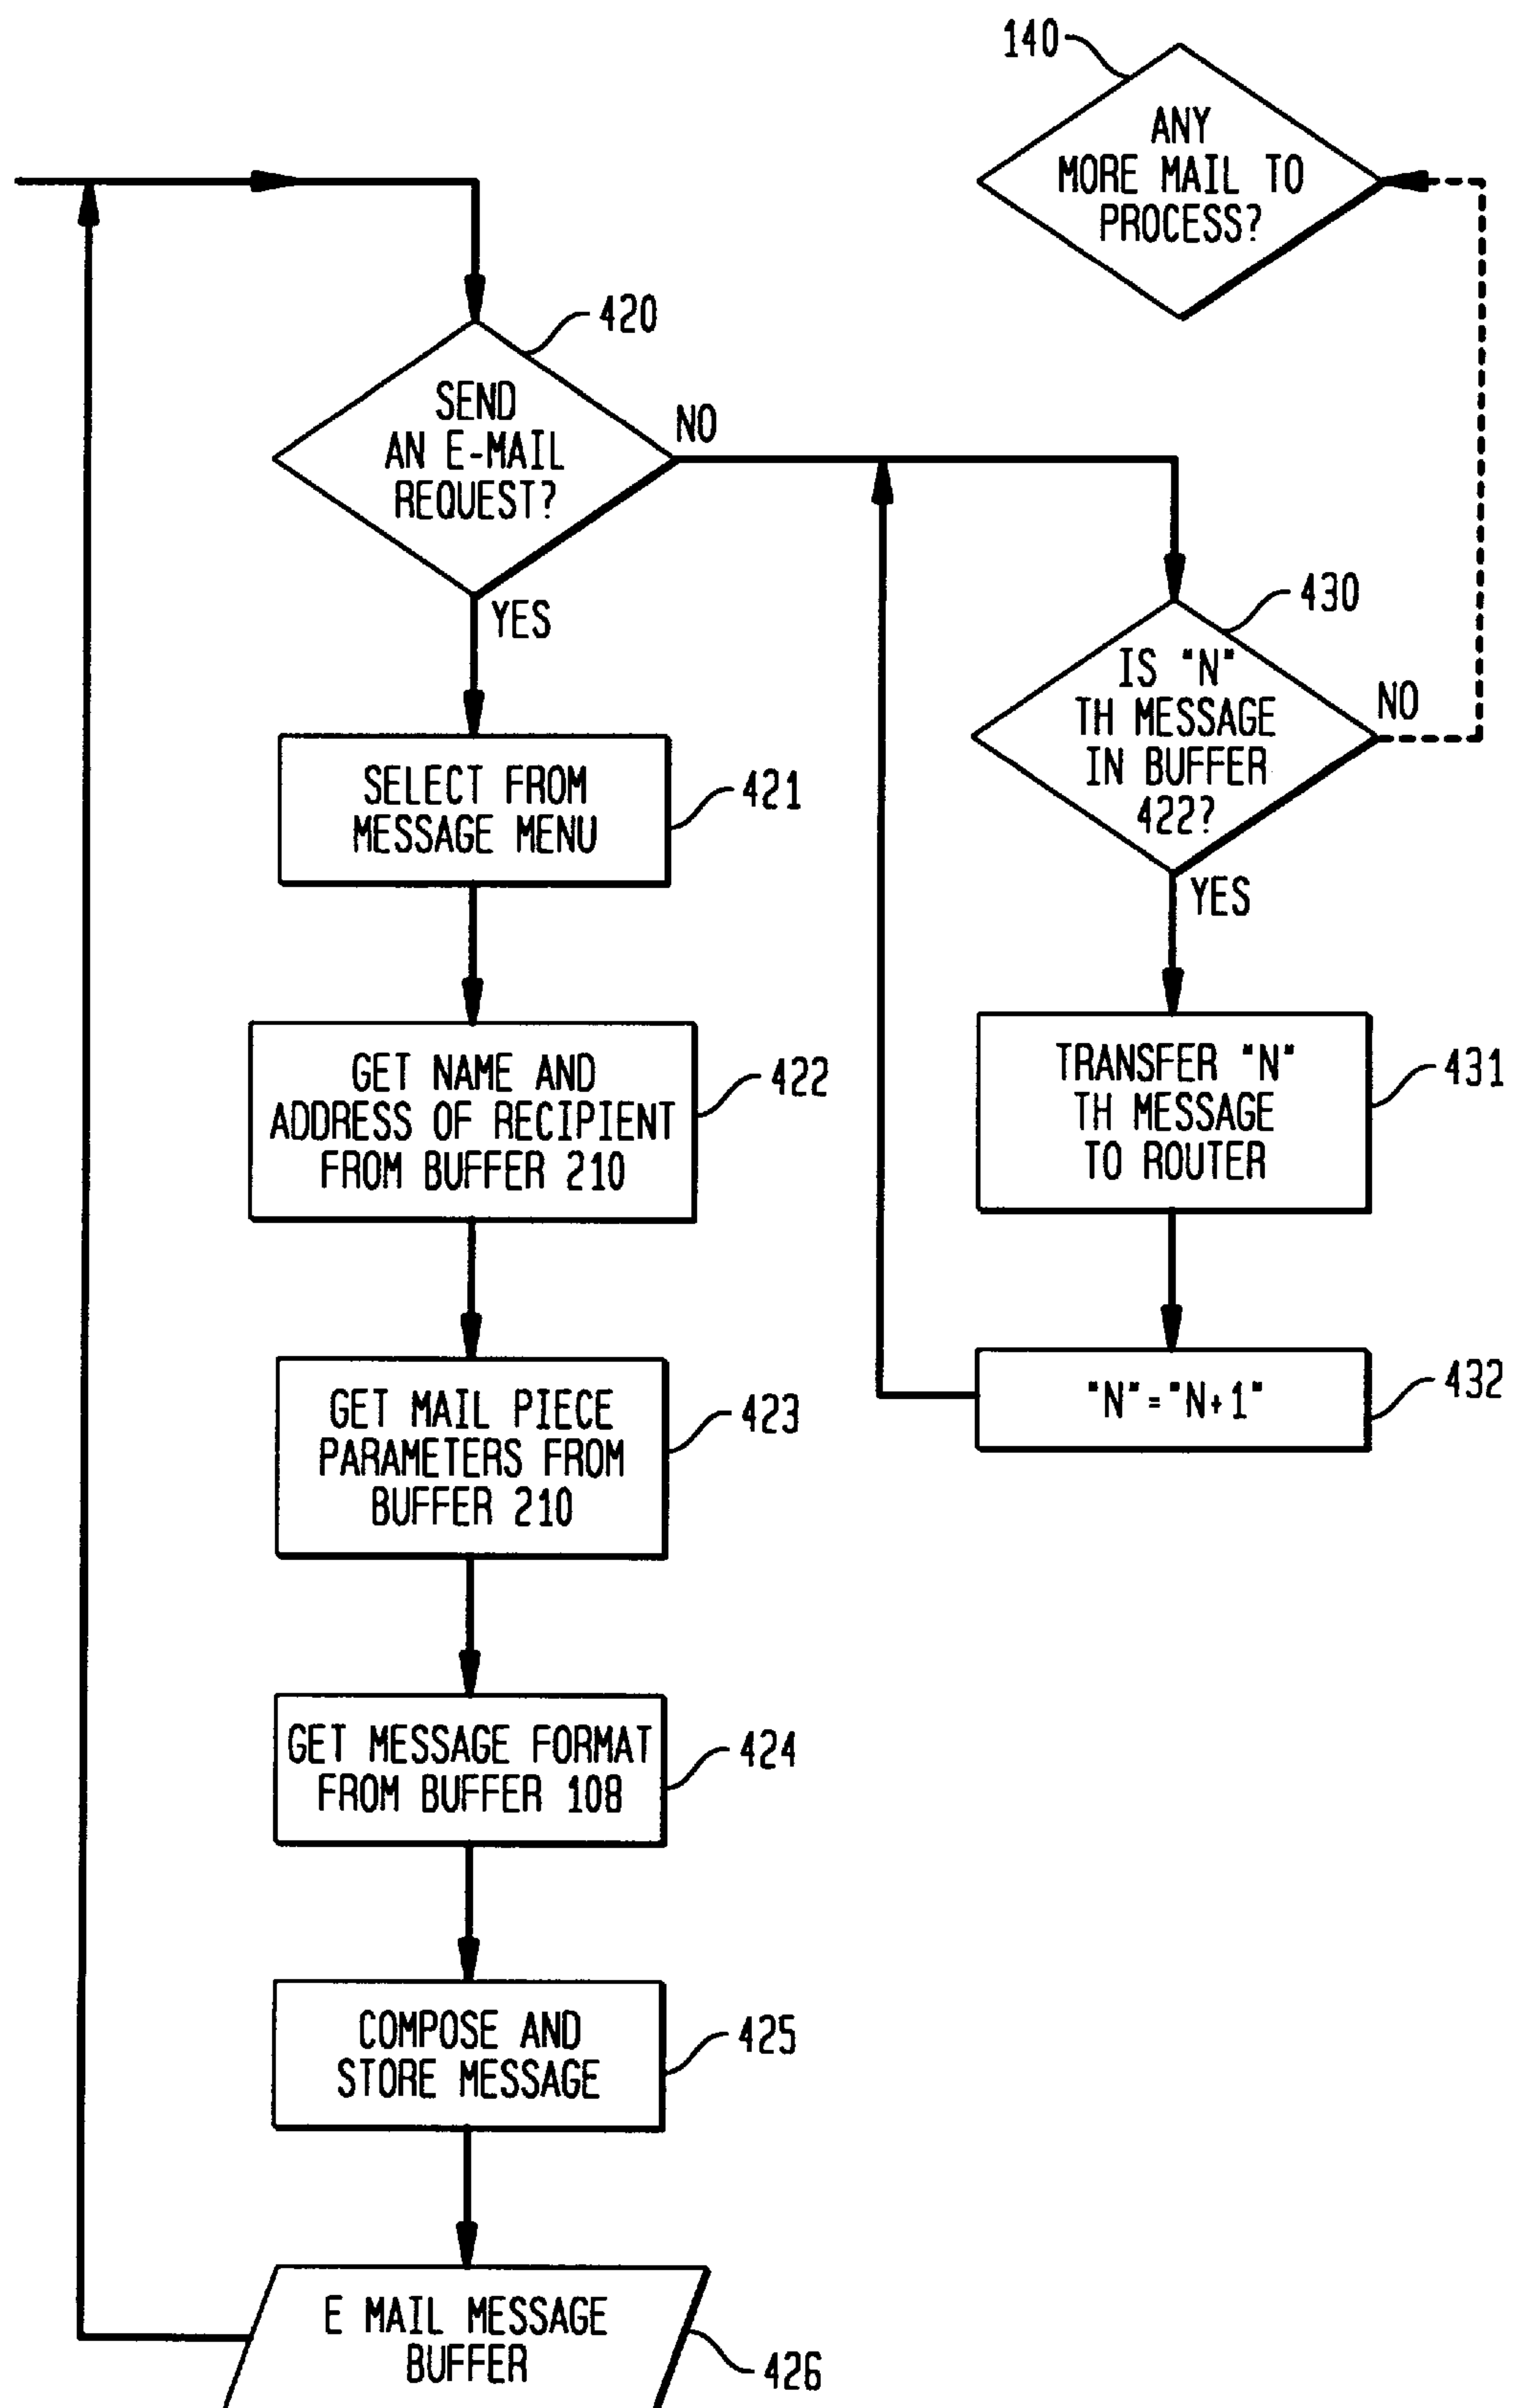 140
ANY
MORE MAIL TO
PROCESS?
420
SEND
AN E-MAIL
REQUEST?
NO
YES
430
IS "N"
TH MESSAGE
IN BUFFER
422?
NO
YES
421
SELECT FROM
MESSAGE MENU
422
GET NAME AND
ADDRESS OF RECIPIENT
FROM BUFFER 210
431
TRANSFER "N"
TH MESSAGE
TO ROUTER
432
"N"="N+1"
423
GET MAIL PIECE
PARAMETERS FROM
BUFFER 210
424
GET MESSAGE FORMAT
FROM BUFFER 108
425
COMPOSE AND
STORE MESSAGE
E MAIL MESSAGE
BUFFER
426